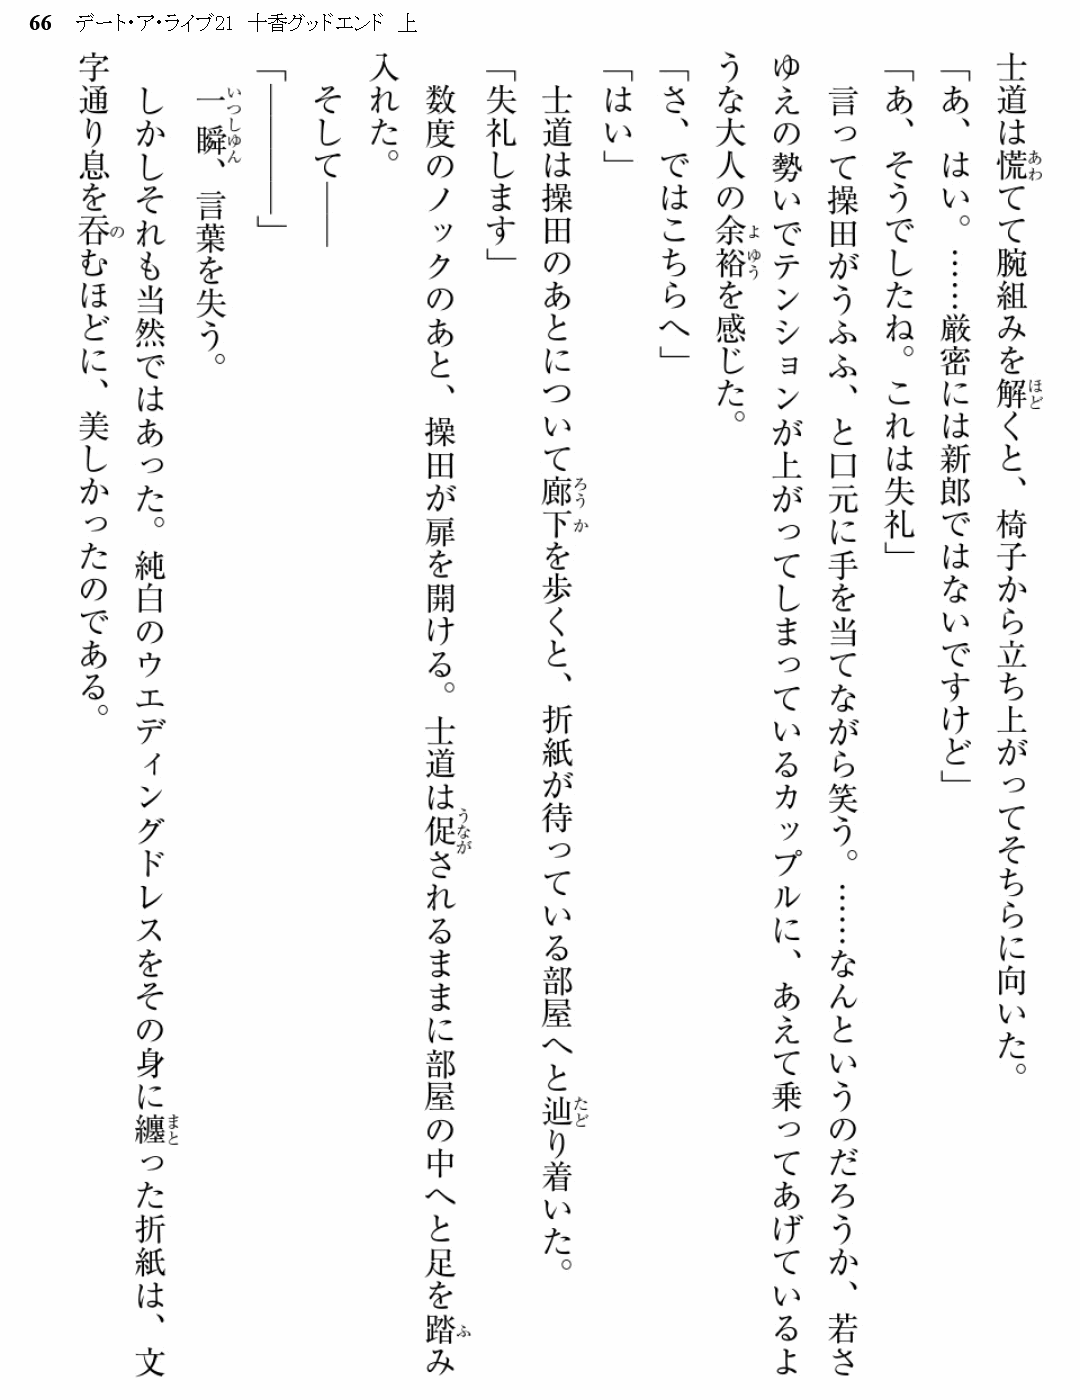 66 デート・ア・ライブ21 十香グッドエンド 上
士道は慌てて腕組みを解くと、椅子から立ち上がってそちらに向いた。
「あ、はい。……厳密には新郎ではないですけど」
「あ、そうでしたね。これは失礼」
言って操田がうふふ、と口元に手を当てながら笑う。……なんというのだろうか、若さ
ゆえの勢いでテンションが上がってしまっているカップルに、あえて乗ってあげているよ
うな大人の余裕を感じた。
「さ、ではこちらへ」
「はい」
士道は操田のあとについて廊下を歩くと、折紙が待っている部屋へと辿り着いた。
「失礼します」
数度のノックのあと、操田が扉を開ける。士道は促されるままに部屋の中へと足を踏み
入れた。
そして――
「――――」
一瞬、言葉を失う。
しかしそれも当然ではあった。純白のウエディングドレスをその身に纏った折紙は、文
字通り息を呑むほどに、美しかったのである。